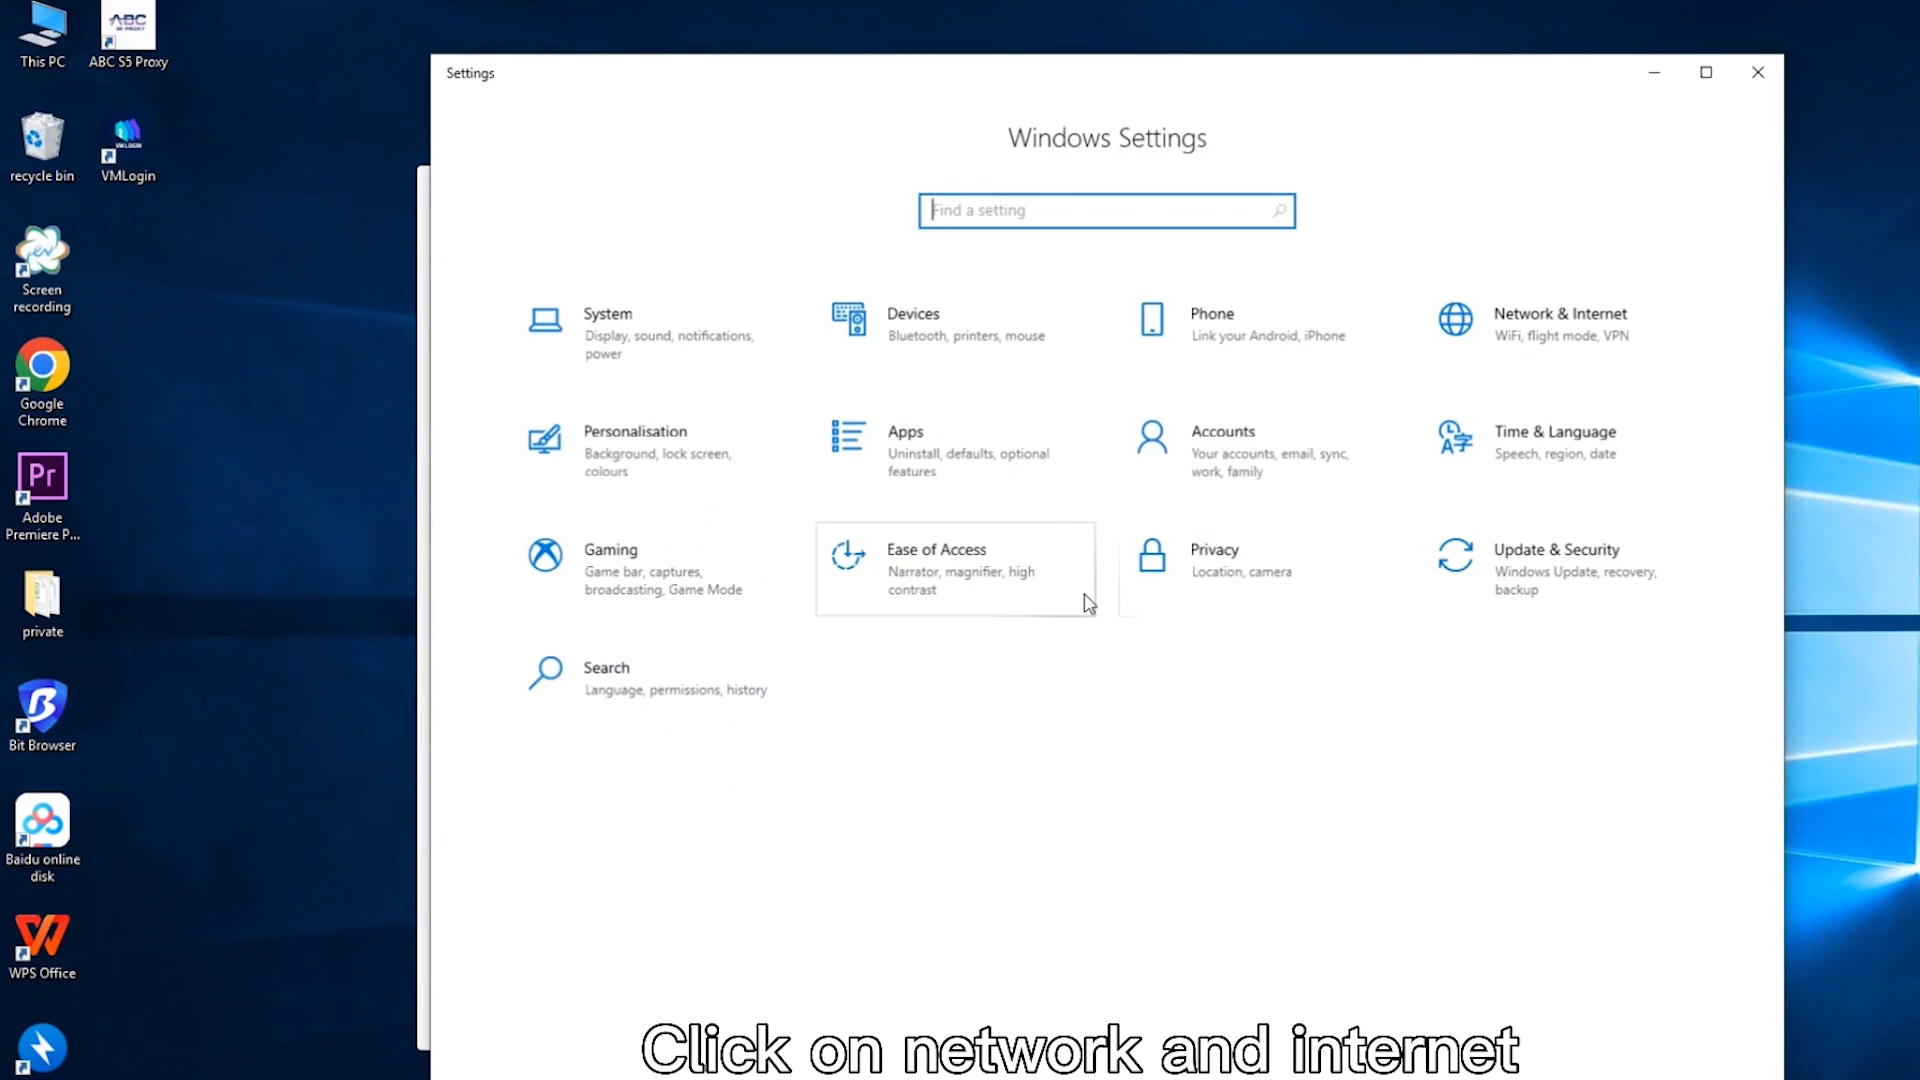 This PC
ABC S5 Proxy
recycle bin
VMLogin
Screen
recording
Google
Chrome
Adobe
Premiere P...
private
Bit Browser
Baidu online
disk
WPS Office
ABC
S5 PROXY
VMLOGIN
Pr
Settings
Windows Settings
Find a setting
System
Display, sound, notifications,
power
Devices
Bluetooth, printers, mouse
Phone
Link your Android, iPhone
Network & Internet
WiFi, flight mode, VPN
Personalisation
Background, lock screen,
colours
Apps
Uninstall, defaults, optional
features
Accounts
Your accounts, email, sync,
work, family
Time & Language
Speech, region, date
Gaming
Game bar, captures,
broadcasting, Game Mode
Ease of Access
Narrator, magnifier, high
contrast
Privacy
Location, camera
Update & Security
Windows Update, recovery,
backup
Search
Language, permissions, history
Click on network and internet